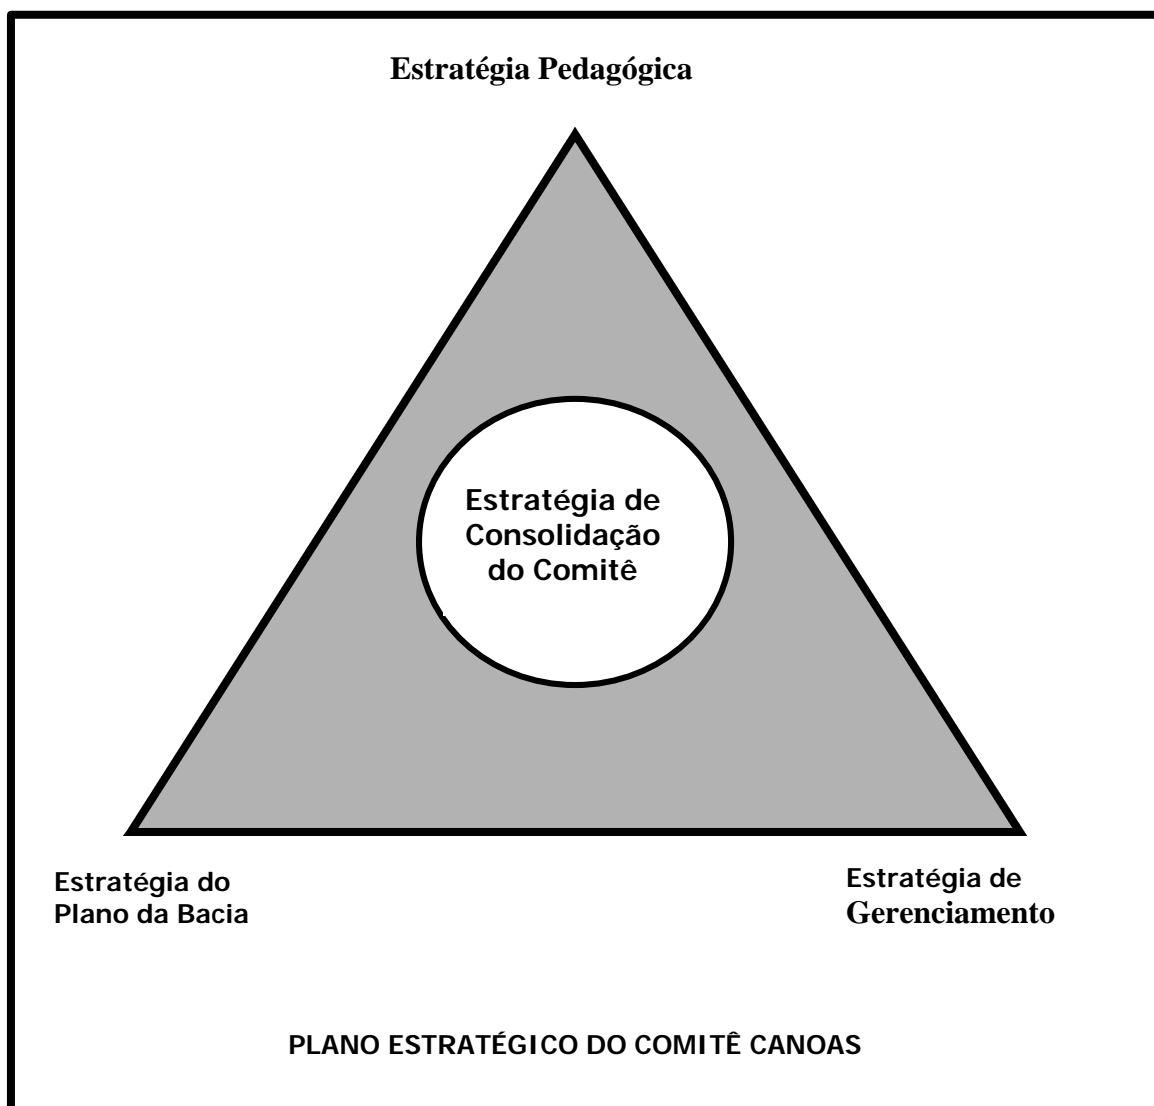 Estratégia Pedagógica
Estratégia de
Consolidação
do Comitê
Estratégia do
Plano da Bacia
Estratégia de
Gerenciamento
PLANO ESTRATÉGICO DO COMITÊ CANOAS